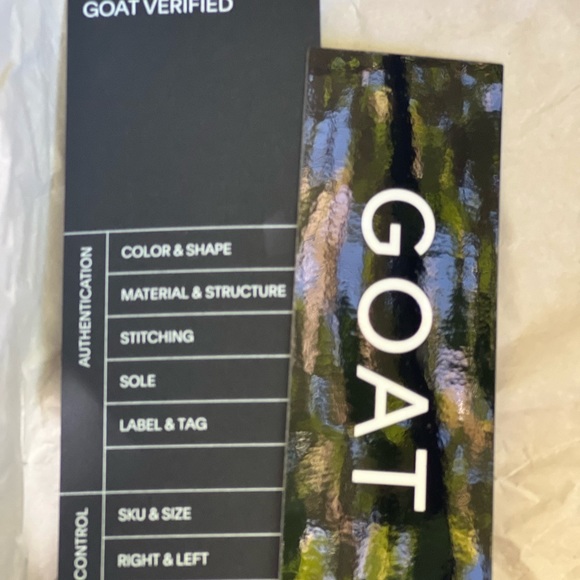 GOAT VERIFIED
AUTHENTICATION
COLOR & SHAPE
MATERIAL & STRUCTURE
STITCHING
SOLE
LABEL & TAG
CONTROL
SKU & SIZE
RIGHT & LEFT
GOAT